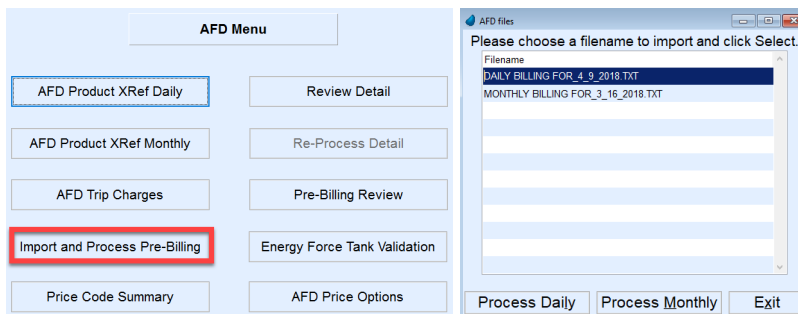 AFD Menu
AFD Product XRef Daily
Review Detail
AFD Product XRef Monthly
Re-Process Detail
AFD Trip Charges
Pre-Billing Review
Import and Process Pre-Billing
Energy Force Tank Validation
Price Code Summary
AFD Price Options
AFD files
Please choose a filename to import and click Select.
Filename
DAILY BILLING FOR_4_9_2018.TXT
MONTHLY BILLING FOR_3_16_2018.TXT
Process Daily
Process Monthly
Exit